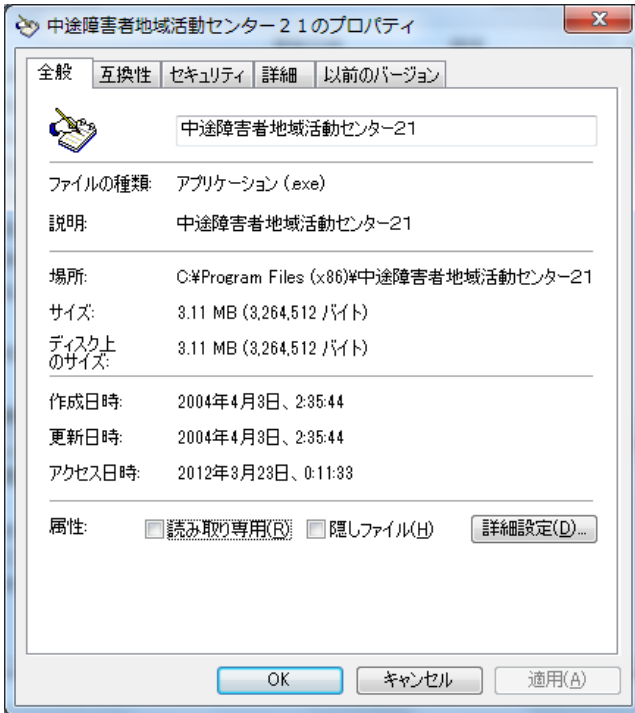 中途障害者地域活動センター２１のプロパティ
全般 互換性 セキュリティ 詳細 以前のバージョン
中途障害者地域活動センター21
ファイルの種類: アプリケーション (.exe)
説明: 中途障害者地域活動センター21
場所: C:¥Program Files (x86)¥中途障害者地域活動センター21
サイズ: 3.11 MB (3,264,512 バイト)
ディスク上
のサイズ: 3.11 MB (3,264,512 バイト)
作成日時: 2004年4月3日、2:35:44
更新日時: 2004年4月3日、2:35:44
アクセス日時: 2012年3月23日、0:11:33
属性: 読み取り専用(R) 隠しファイル(H) 詳細設定(D)...
OK キャンセル 適用(A)